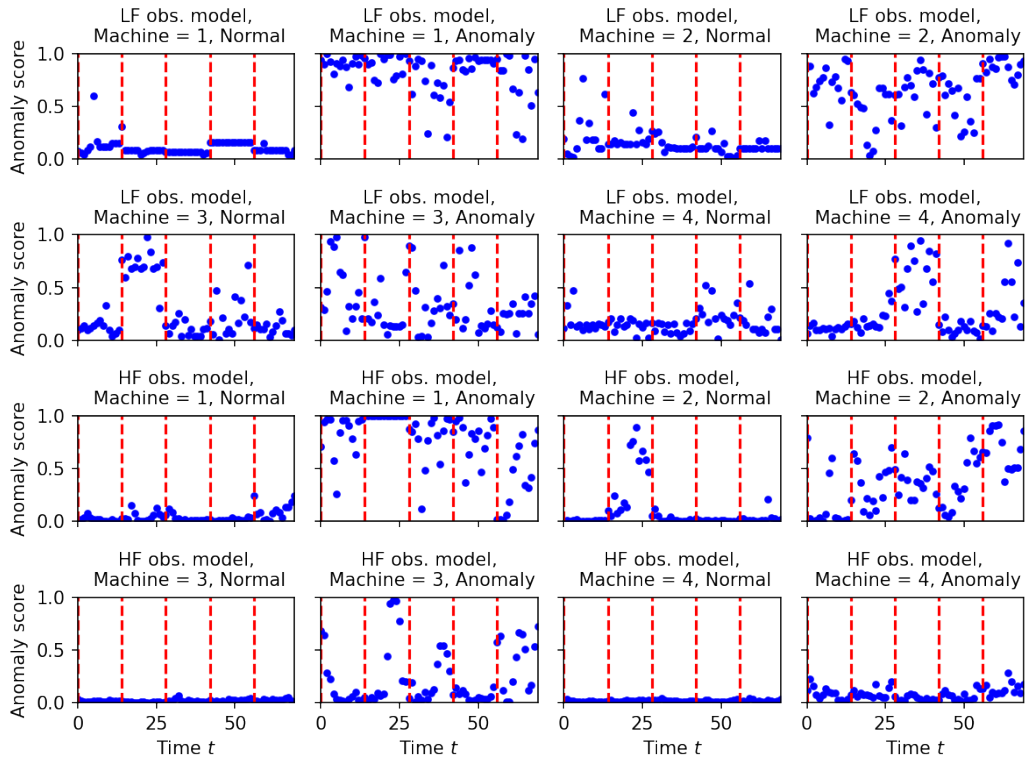 LF obs. model,
Machine = 1, Normal
LF obs. model,
Machine = 1, Anomaly
LF obs. model,
Machine = 2, Normal
LF obs. model,
Machine = 2, Anomaly
Anomaly score
1.0
0.5
0.0
LF obs. model,
Machine = 3, Normal
LF obs. model,
Machine = 3, Anomaly
LF obs. model,
Machine = 4, Normal
LF obs. model,
Machine = 4, Anomaly
Anomaly score
1.0
0.5
0.0
HF obs. model,
Machine = 1, Normal
HF obs. model,
Machine = 1, Anomaly
HF obs. model,
Machine = 2, Normal
HF obs. model,
Machine = 2, Anomaly
Anomaly score
1.0
0.5
0.0
HF obs. model,
Machine = 3, Normal
HF obs. model,
Machine = 3, Anomaly
HF obs. model,
Machine = 4, Normal
HF obs. model,
Machine = 4, Anomaly
Anomaly score
1.0
0.5
0.0
0 50
Time t
0 25 50
Time t
0 50
Time t
0 50
Time t